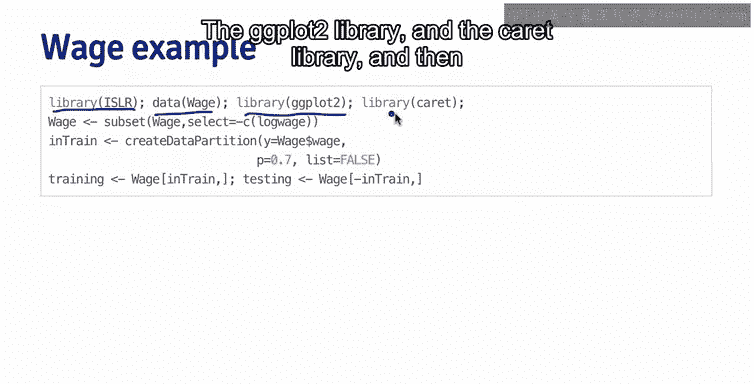 The ggplot2 library, and the caret
library, and then
Wage example
library(ISLR); data(Wage); library(ggplot2); library(caret);
Wage <- subset(Wage,select=-c(logwage))
inTrain <- createDataPartition(y=Wage$wage,
p=0.7, list=FALSE)
training <- Wage[inTrain,]; testing <- Wage[-inTrain,]